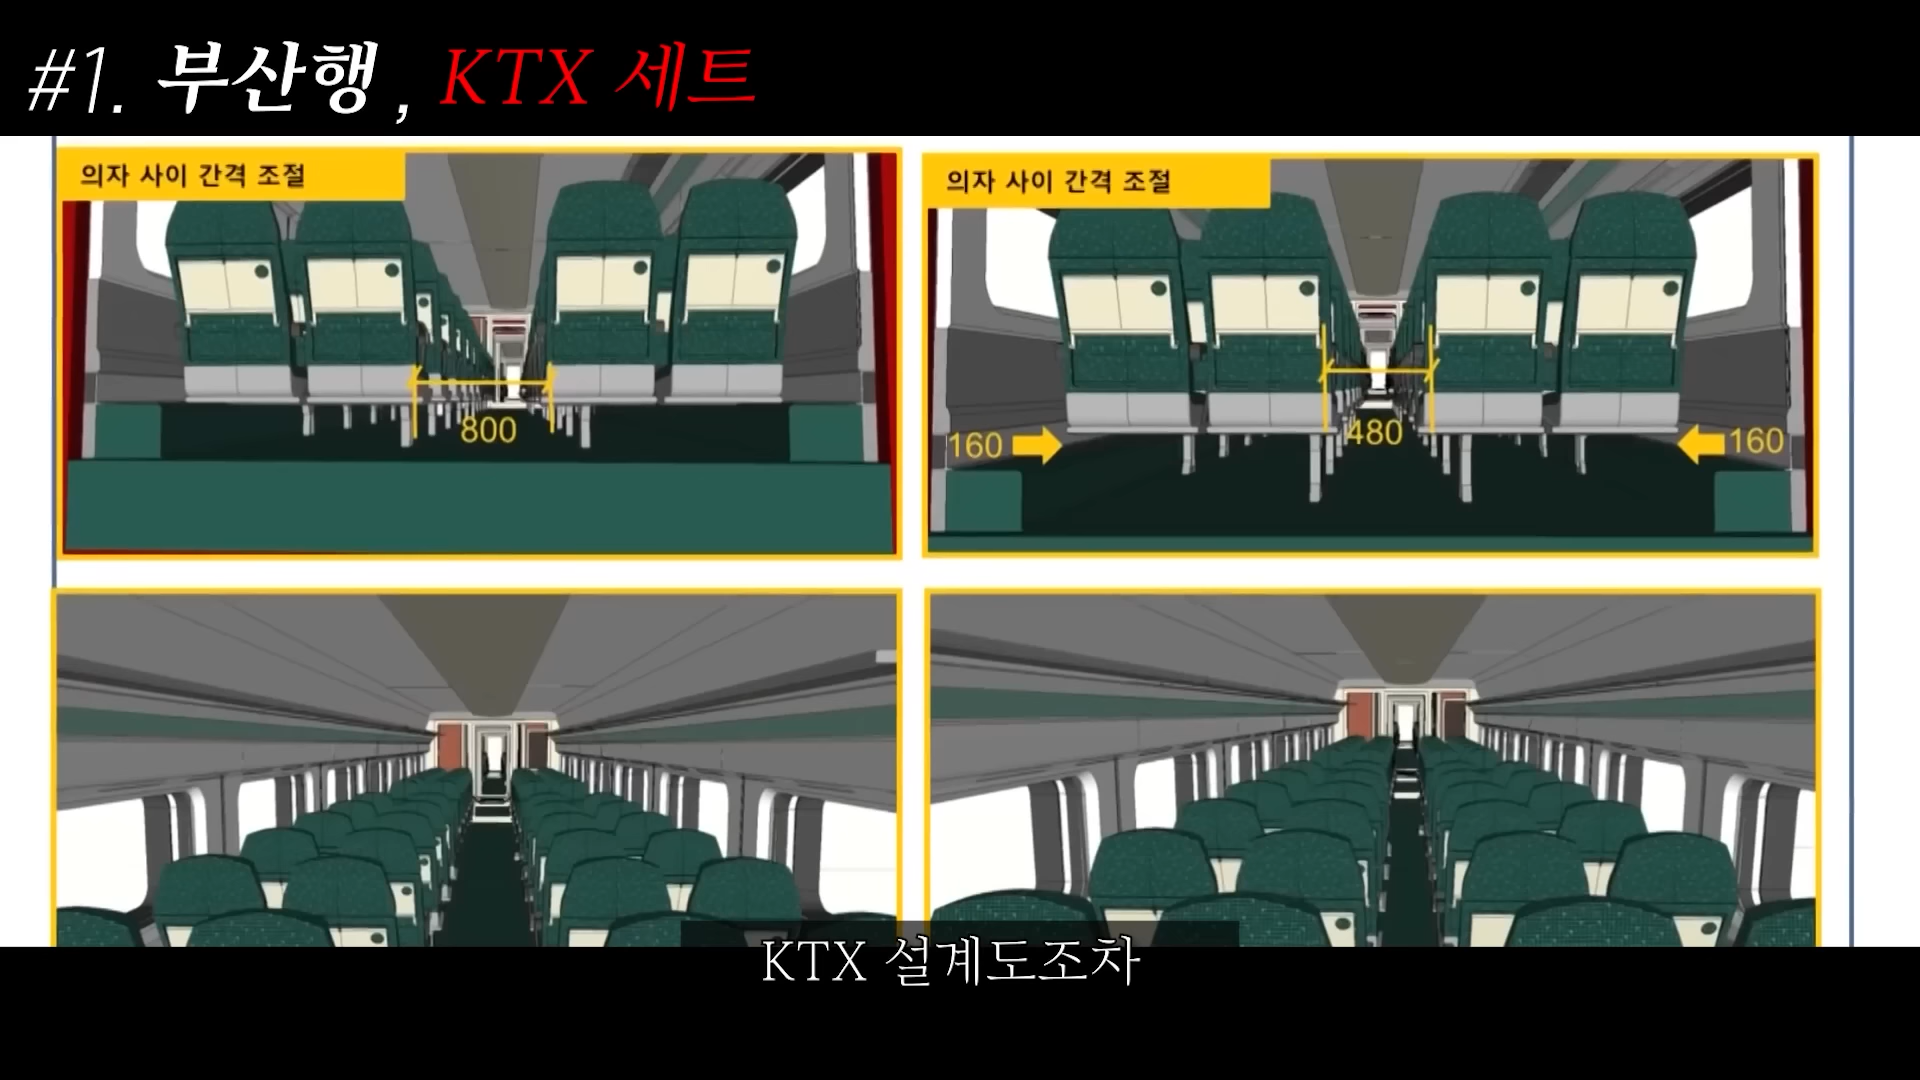 #1. 부산행, KTX 세트
의자 사이 간격 조절
800
의자 사이 간격 조절
160
480
160
KTX 설계도조차